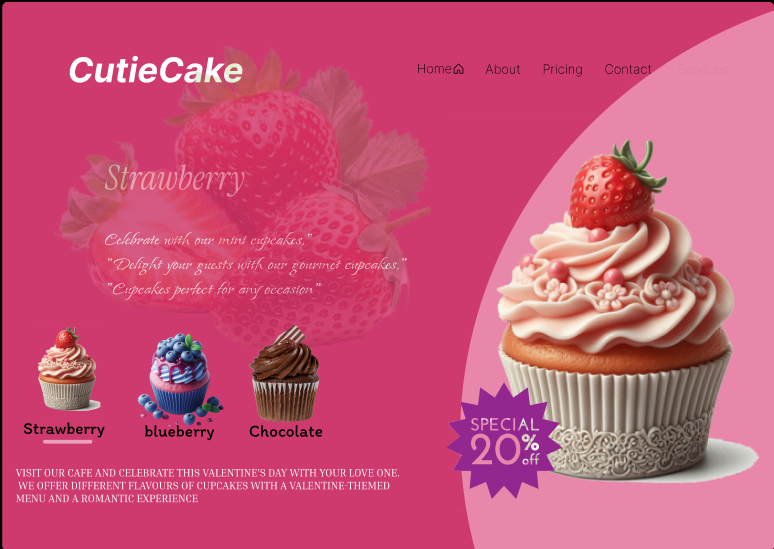 CutieCake
Home About Pricing Contact Services
Strawberry
Celebrate with our mini cupcakes,"
"Delight your guests with our gourmet cupcakes,"
"Cupcakes perfect for any occasion"
Strawberry blueberry Chocolate
SPECIAL
20% off
VISIT OUR CAFE AND CELEBRATE THIS VALENTINE'S DAY WITH YOUR LOVE ONE.
WE OFFER DIFFERENT FLAVOURS OF CUPCAKES WITH A VALENTINE-THEMED
MENU AND A ROMANTIC EXPERIENCE